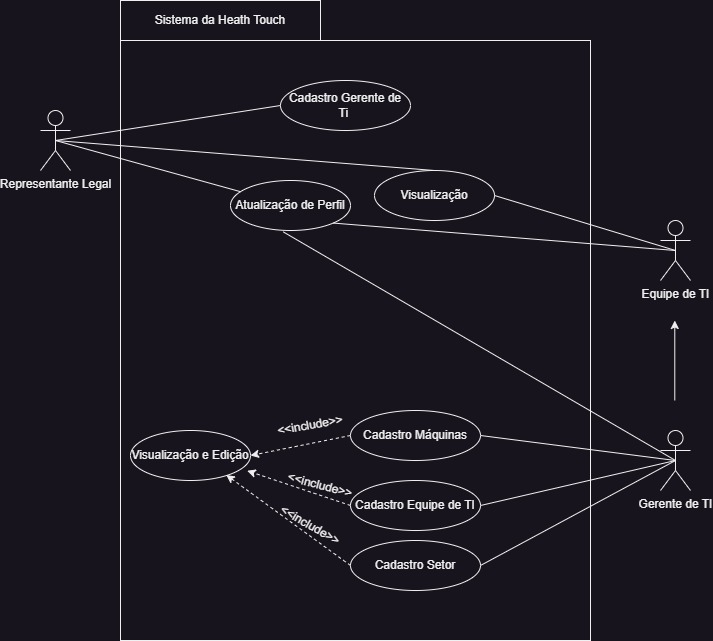 Sistema da Heath Touch
Cadastro Gerente de
Ti
Representante Legal
Visualização
Atualização de Perfil
Equipe de TI
<<include>>
Cadastro Máquinas
Visualização e Edição
<<include>>
Cadastro Equipe de TI
Gerente de TI
<<include>>
Cadastro Setor